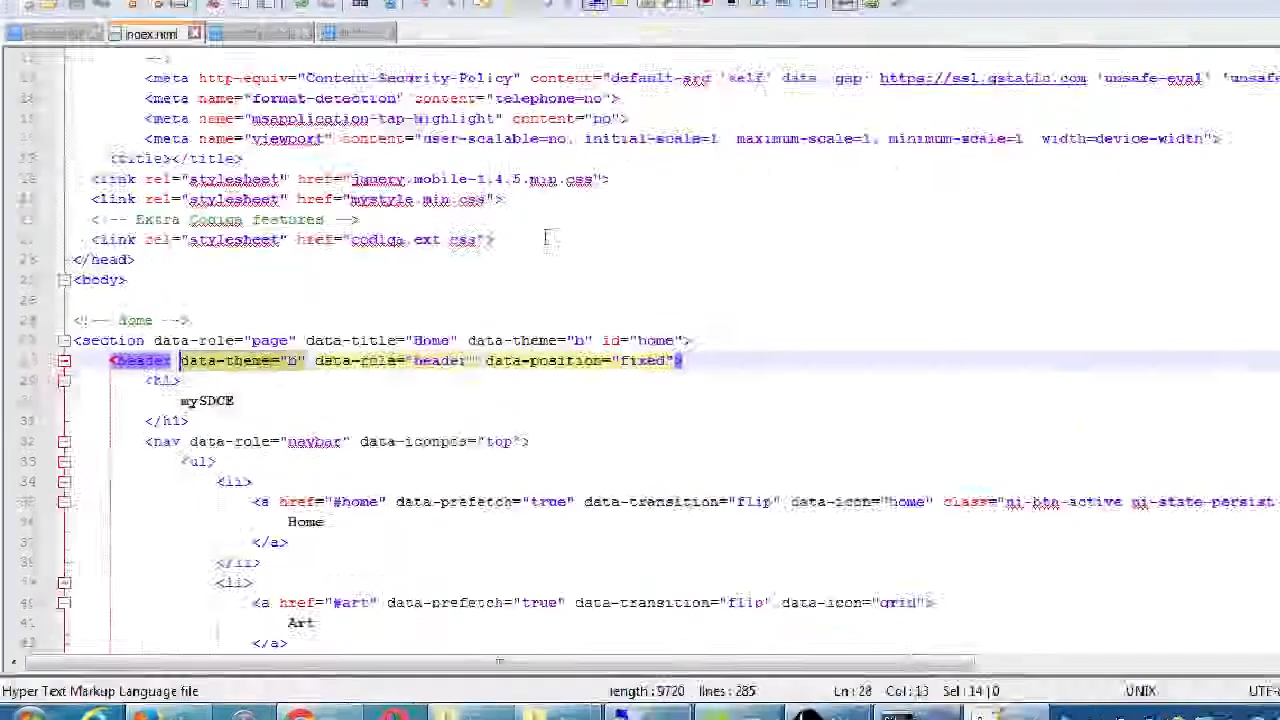 index.html
<meta http-equiv="Content-Security-Policy" content="default-src 'self' data: gap: https://ssl.gstatic.com 'unsafe-eval'
<meta name="format-detection" content="telephone=no">
<meta name="msapplication-tap-highlight" content="no">
<meta name="viewport" content="user-scalable=no, initial-scale=1, maximum-scale=1, minimum-scale=1, width=device-width">
<title></title>
<link rel="stylesheet" href="jquery.mobile-1.4.5.min.css">
<link rel="stylesheet" href="mystyle.min.css">
<!-- Extra Codiqa features -->
<link rel="stylesheet" href="codiqa.ext.css">
</head>
<body>
<!-- Home -->
<section data-role="page" data-title="Home" data-theme="b" id="home">
<header data-theme="b" data-role="header" data-position="fixed">
<h1>
mySDCE
</h1>
<nav data-role="navbar" data-iconpos="top">
<ul>
<li>
<a href="#home" data-prefetch="true" data-transition="flip" data-icon="home" class="ui-btn-active ui-state-persist
Home
</a>
</li>
<li>
<a href="#art" data-prefetch="true" data-transition="flip" data-icon="grid">
Art
</a>
Hyper Text Markup Language file length : 9720 lines : 285 Ln : 28 Col : 13 Sel : 14 | 0 UNIX